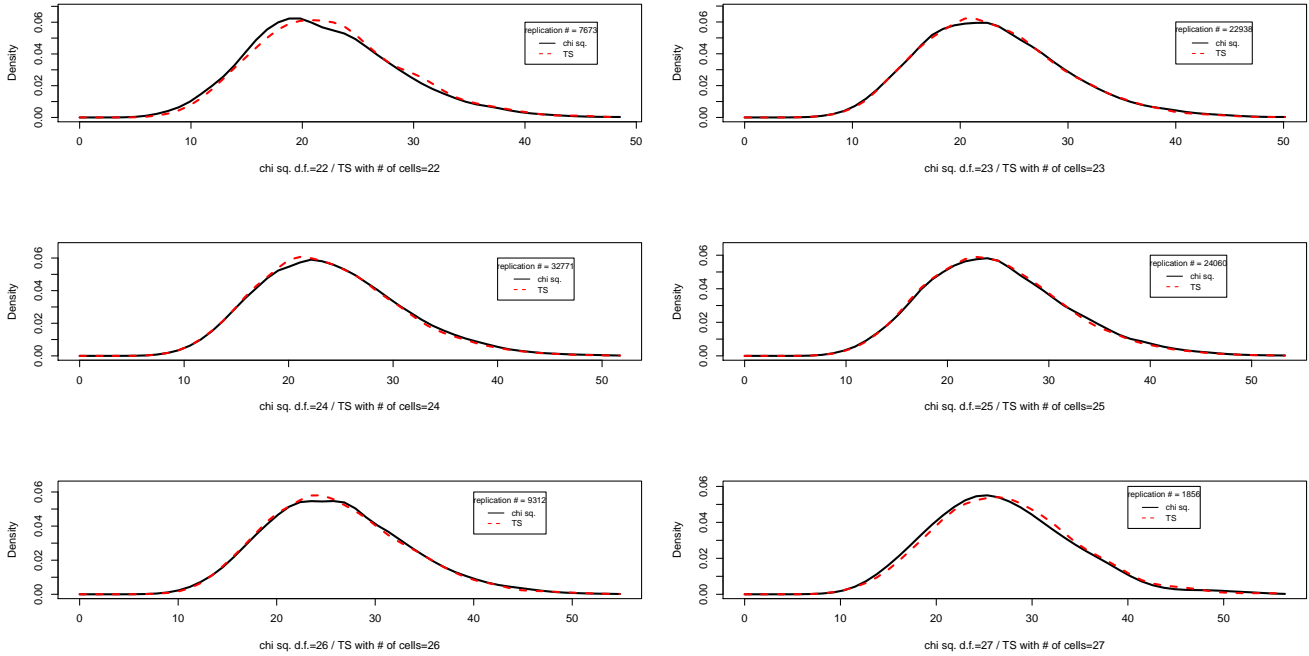 Density
0.00 0.02 0.04 0.06
replication # = 7673
chi sq.
TS
0 10 20 30 40 50
chi sq. d.f.=22 / TS with # of cells=22
Density
0.00 0.02 0.04 0.06
replication # = 22938
chi sq.
TS
0 10 20 30 40 50
chi sq. d.f.=23 / TS with # of cells=23
Density
0.00 0.02 0.04 0.06
replication # = 32771
chi sq.
TS
0 10 20 30 40 50
chi sq. d.f.=24 / TS with # of cells=24
Density
0.00 0.02 0.04 0.06
replication # = 24060
chi sq.
TS
0 10 20 30 40 50
chi sq. d.f.=25 / TS with # of cells=25
Density
0.00 0.02 0.04 0.06
replication # = 9312
chi sq.
TS
0 10 20 30 40 50
chi sq. d.f.=26 / TS with # of cells=26
Density
0.00 0.02 0.04 0.06
replication # = 1856
chi sq.
TS
0 10 20 30 40 50
chi sq. d.f.=27 / TS with # of cells=27